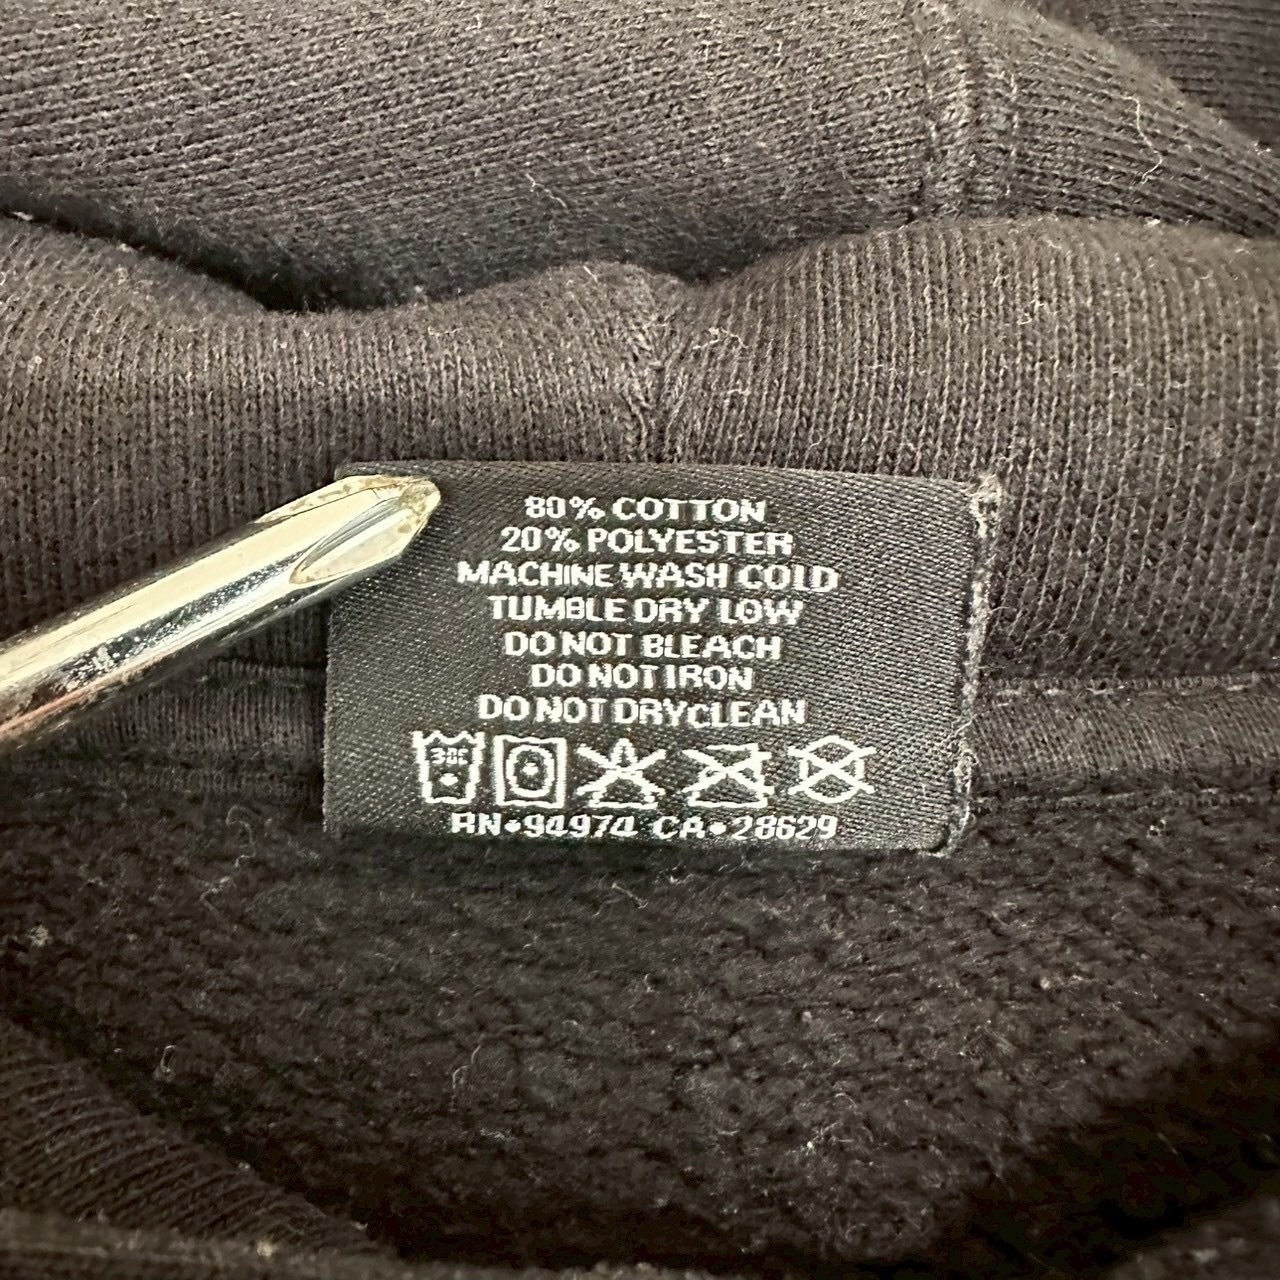 80% COTTON
20% POLYESTER
MACHINE WASH COLD
TUMBLE DRY LOW
DO NOT BLEACH
DO NOT IRON
DO NOT DRYCLEAN
30C
RN•94974 CA•28629